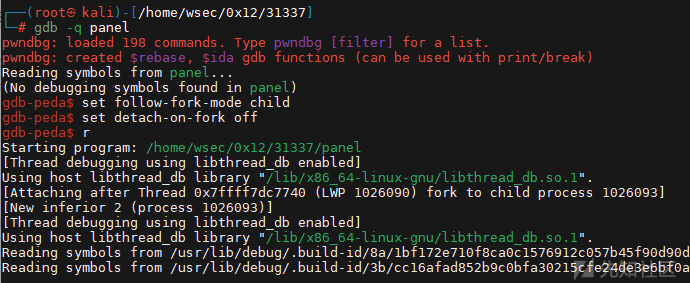 (root㉿kali)-[/home/wsec/0x12/31337]
# gdb -q panel
pwndbg: loaded 198 commands. Type pwndbg [filter] for a list.
pwndbg: created $rebase, $ida gdb functions (can be used with print/break)
Reading symbols from panel...
(No debugging symbols found in panel)
gdb-peda$ set follow-fork-mode child
gdb-peda$ set detach-on-fork off
gdb-peda$ r
Starting program: /home/wsec/0x12/31337/panel
[Thread debugging using libthread_db enabled]
Using host libthread_db library "/lib/x86_64-linux-gnu/libthread_db.so.1".
[Attaching after Thread 0x7ffff7dc7740 (LWP 1026090) fork to child process 1026093]
[New inferior 2 (process 1026093)]
[Thread debugging using libthread_db enabled]
Using host libthread_db library "/lib/x86_64-linux-gnu/libthread_db.so.1".
Reading symbols from /usr/lib/debug/.build-id/8a/1bf172e710f8ca0c1576912c057b45f90d90d
Reading symbols from /usr/lib/debug/.build-id/3b/cc16afad852b9c0bfa30215cfe24de3e6bf0a
先知社区